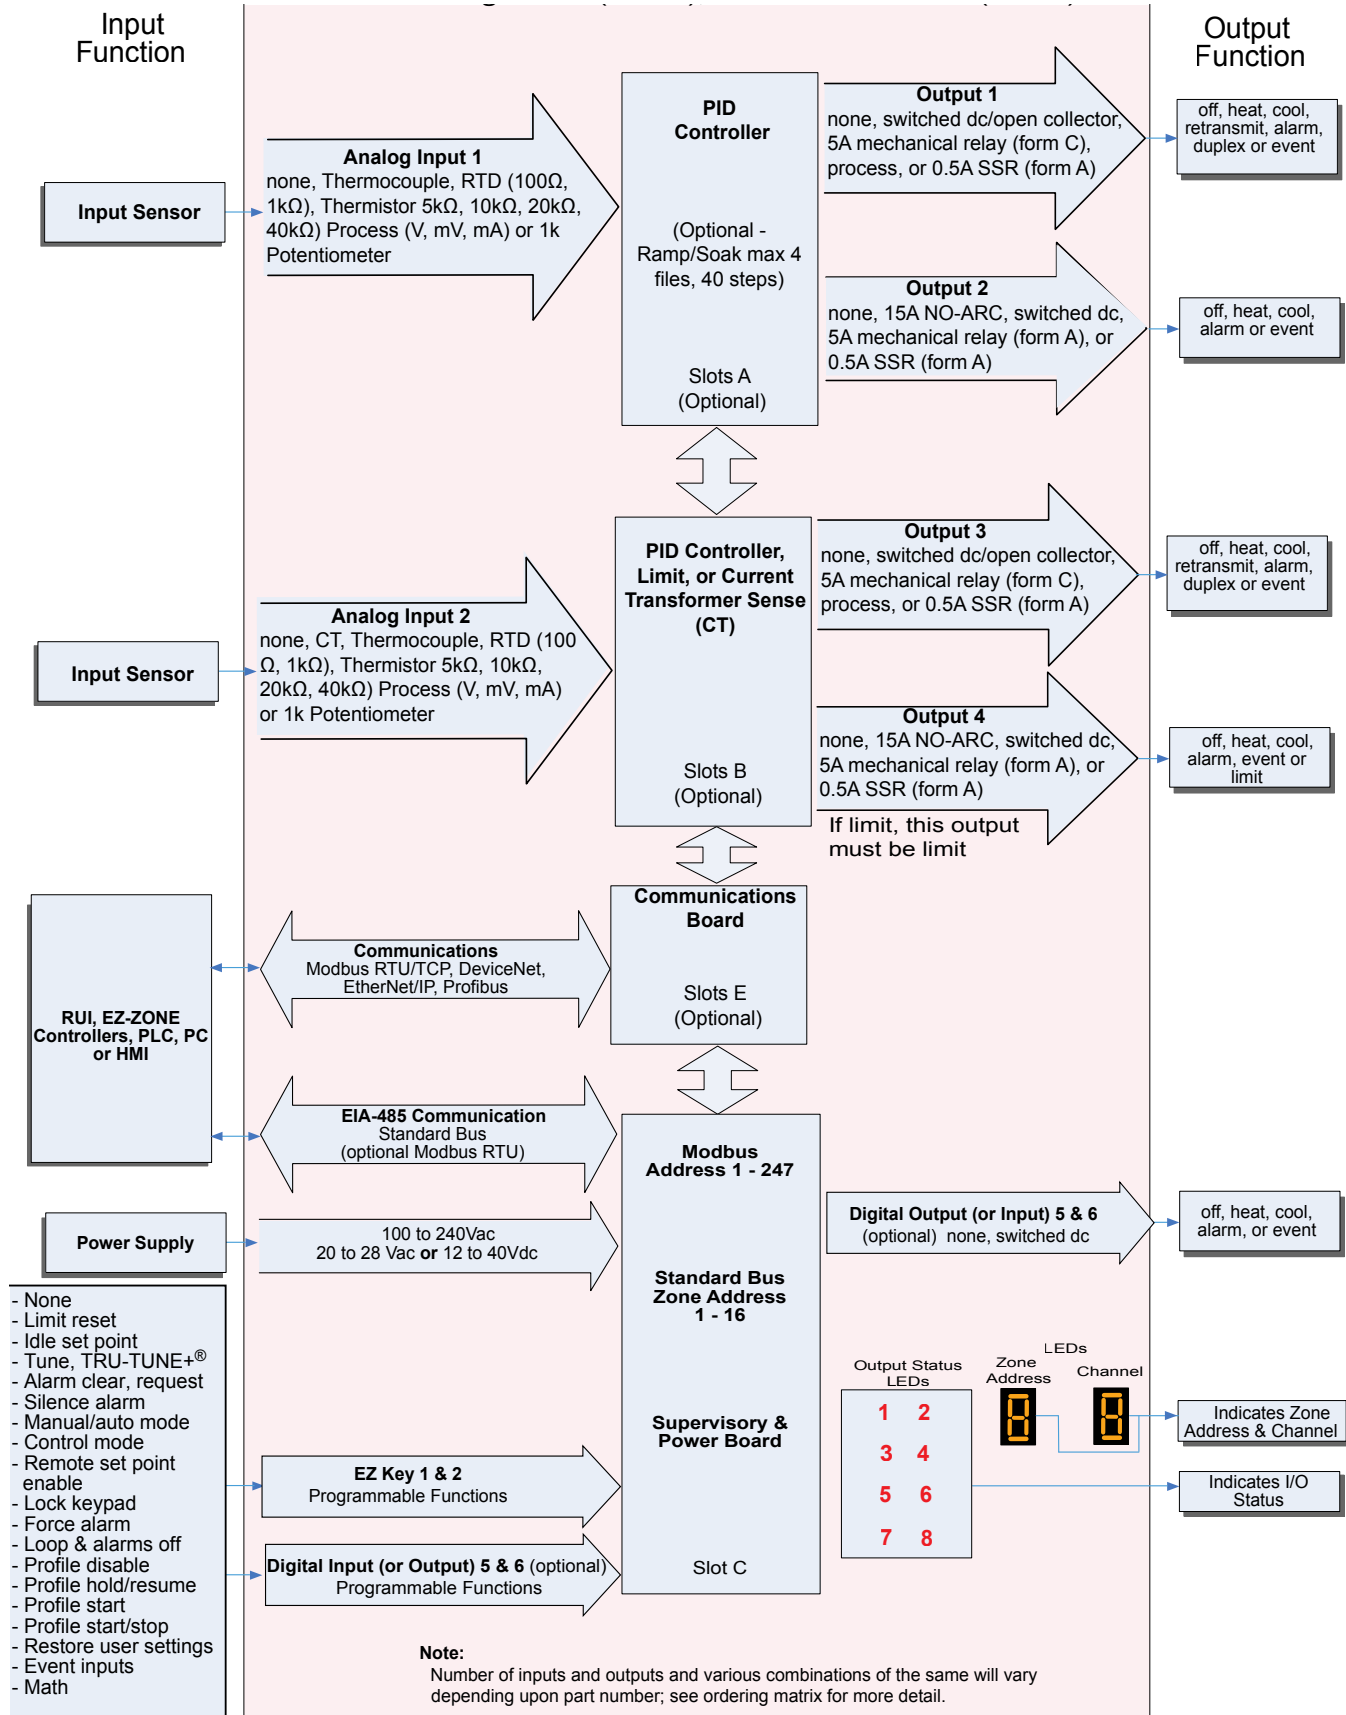 Input
Function
Output
Function
Input Sensor
Analog Input 1
none, Thermocouple, RTD (100Ω,
1kΩ), Thermistor 5kΩ, 10kΩ, 20kΩ,
40kΩ) Process (V, mV, mA) or 1k
Potentiometer
PID
Controller
(Optional -
Ramp/Soak max 4
files, 40 steps)
Slots A
(Optional)
Output 1
none, switched dc/open collector,
5A mechanical relay (form C),
process, or 0.5A SSR (form A)
off, heat, cool,
retransmit, alarm,
duplex or event
Output 2
none, 15A NO-ARC, switched dc,
5A mechanical relay (form A), or
0.5A SSR (form A)
off, heat, cool,
alarm or event
Input Sensor
Analog Input 2
none, CT, Thermocouple, RTD (100
Ω, 1kΩ), Thermistor 5kΩ, 10kΩ,
20kΩ, 40kΩ) Process (V, mV, mA)
or 1k Potentiometer
PID Controller,
Limit, or Current
Transformer Sense
(CT)
Slots B
(Optional)
Output 3
none, switched dc/open collector,
5A mechanical relay (form C),
process, or 0.5A SSR (form A)
off, heat, cool,
retransmit, alarm,
duplex or event
Output 4
none, 15A NO-ARC, switched dc,
5A mechanical relay (form A), or
0.5A SSR (form A)
If limit, this output
must be limit
off, heat, cool,
alarm, event or
limit
RUI, EZ-ZONE
Controllers, PLC, PC
or HMI
Communications
Modbus RTU/TCP, DeviceNet,
EtherNet/IP, Profibus
Communications
Board
Slots E
(Optional)
EIA-485 Communication
Standard Bus
(optional Modbus RTU)
Modbus
Address 1 - 247
Standard Bus
Zone Address
1 - 16
Supervisory &
Power Board
Slot C
Power Supply
100 to 240Vac
20 to 28 Vac or 12 to 40Vdc
Digital Output (or Input) 5 & 6
(optional) none, switched dc
off, heat, cool,
alarm, or event
- None
- Limit reset
- Idle set point
- Tune, TRU-TUNE+®
- Alarm clear, request
- Silence alarm
- Manual/auto mode
- Control mode
- Remote set point
enable
- Lock keypad
- Force alarm
- Loop & alarms off
- Profile disable
- Profile hold/resume
- Profile start
- Profile start/stop
- Restore user settings
- Event inputs
- Math
EZ Key 1 & 2
Programmable Functions
Digital Input (or Output) 5 & 6 (optional)
Programmable Functions
Output Status
LEDs
1 2
3 4
5 6
7 8
LEDs
Zone
Address
Channel
8
8
Indicates Zone
Address & Channel
Indicates I/O
Status
Note:
Number of inputs and outputs and various combinations of the same will vary
depending upon part number; see ordering matrix for more detail.